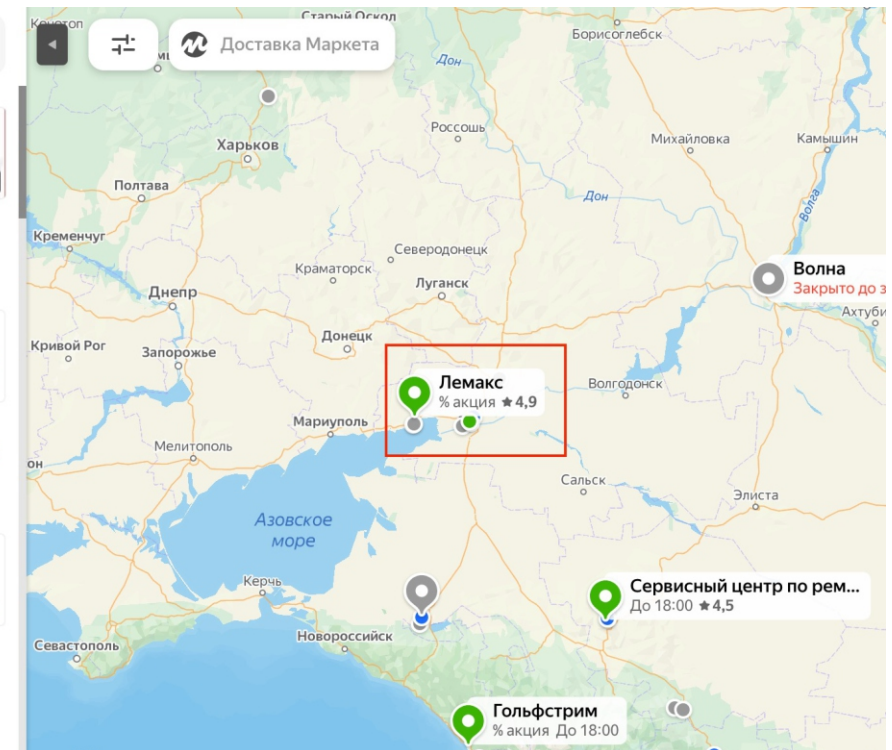 Конотоп
Старый Оскол
Борисоглебск
Доставка Маркета
Дон
Россошь
Харьков
Михайловка
Камышин
Полтава
Дон
Волга
Кременчуг
Северодонецк
Краматорск
Луганск
Волна
Закрыто до з
Днепр
Ахтуби
Донецк
Кривой Рог
Запорожье
Лемакс
% акция ★ 4,9
Волгодонск
Мариуполь
Мелитополь
он
Сальск
Элиста
Азовское
море
Керчь
Сервисный центр по рем...
До 18:00 ★ 4,5
Новороссийск
Севастополь
Гольфстрим
% акция До 18:00